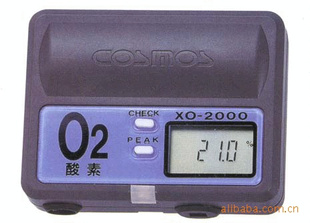 COSMOS
CHECK
XO-2000
O2
PEAK
21.0%
酸素
alibaba.com.cn